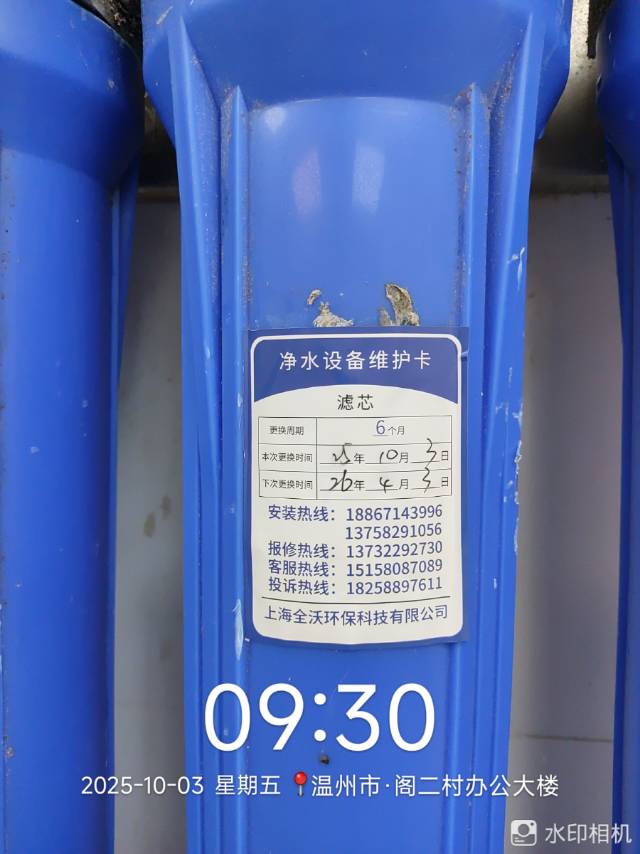 净水设备维护卡
滤芯
更换周期 6个月
本次更换时间 25年 10月 3日
下次更换时间 26年 4月 3日
安装热线：18867143996
13758291056
报修热线：13732292730
客服热线：15158087089
投诉热线：18258897611
上海全沃环保科技有限公司
09:30
2025-10-03 星期五 📍温州市·阁二村办公大楼
水印相机